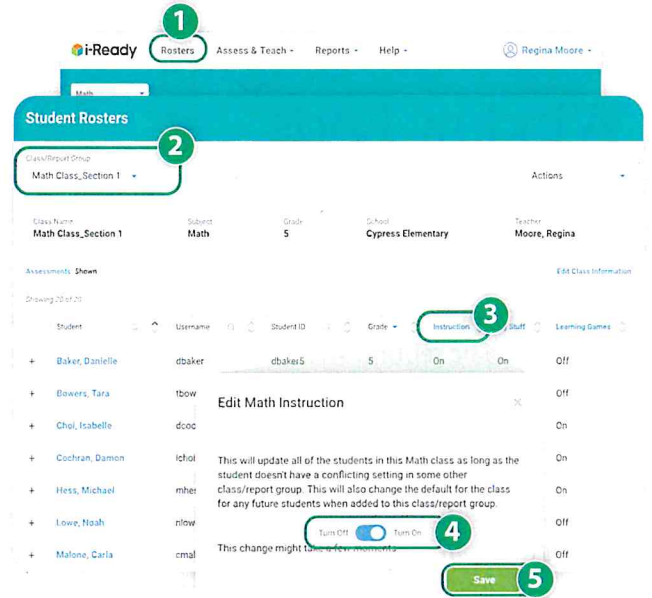 1
i-Ready Rosters Assess & Teach Reports Help Regina Moore
Math
Student Rosters
2
Class/Report Group
Math Class_Section 1 Actions
Class Name Subject Grade School Teacher
Math Class_Section 1 Math 5 Cypress Elementary Moore, Regina
Assessments Shown Edit Class Information
Showing 20 of 20
3
Student Username Student ID Grade Instruction Stuff Learning Games
+ Baker, Danielle dbaker dbaker5 5 On On Off
+ Bowers, Tara tbow Off
Edit Math Instruction ×
+ Choi, Isabelle dcoc On
+ Cochran, Damon Ichoi On
This will update all of the students in this Math class as long as the
student doesn't have a conflicting setting in some other
+ Hess, Michael mher On
class/report group. This will also change the default for the class
for any future students when added to this class/report group.
+ Lowe, Noah nlow Off
Turn Off Turn On 4
+ Malone, Carla cmal Off
This change might take a few moments
Save 5